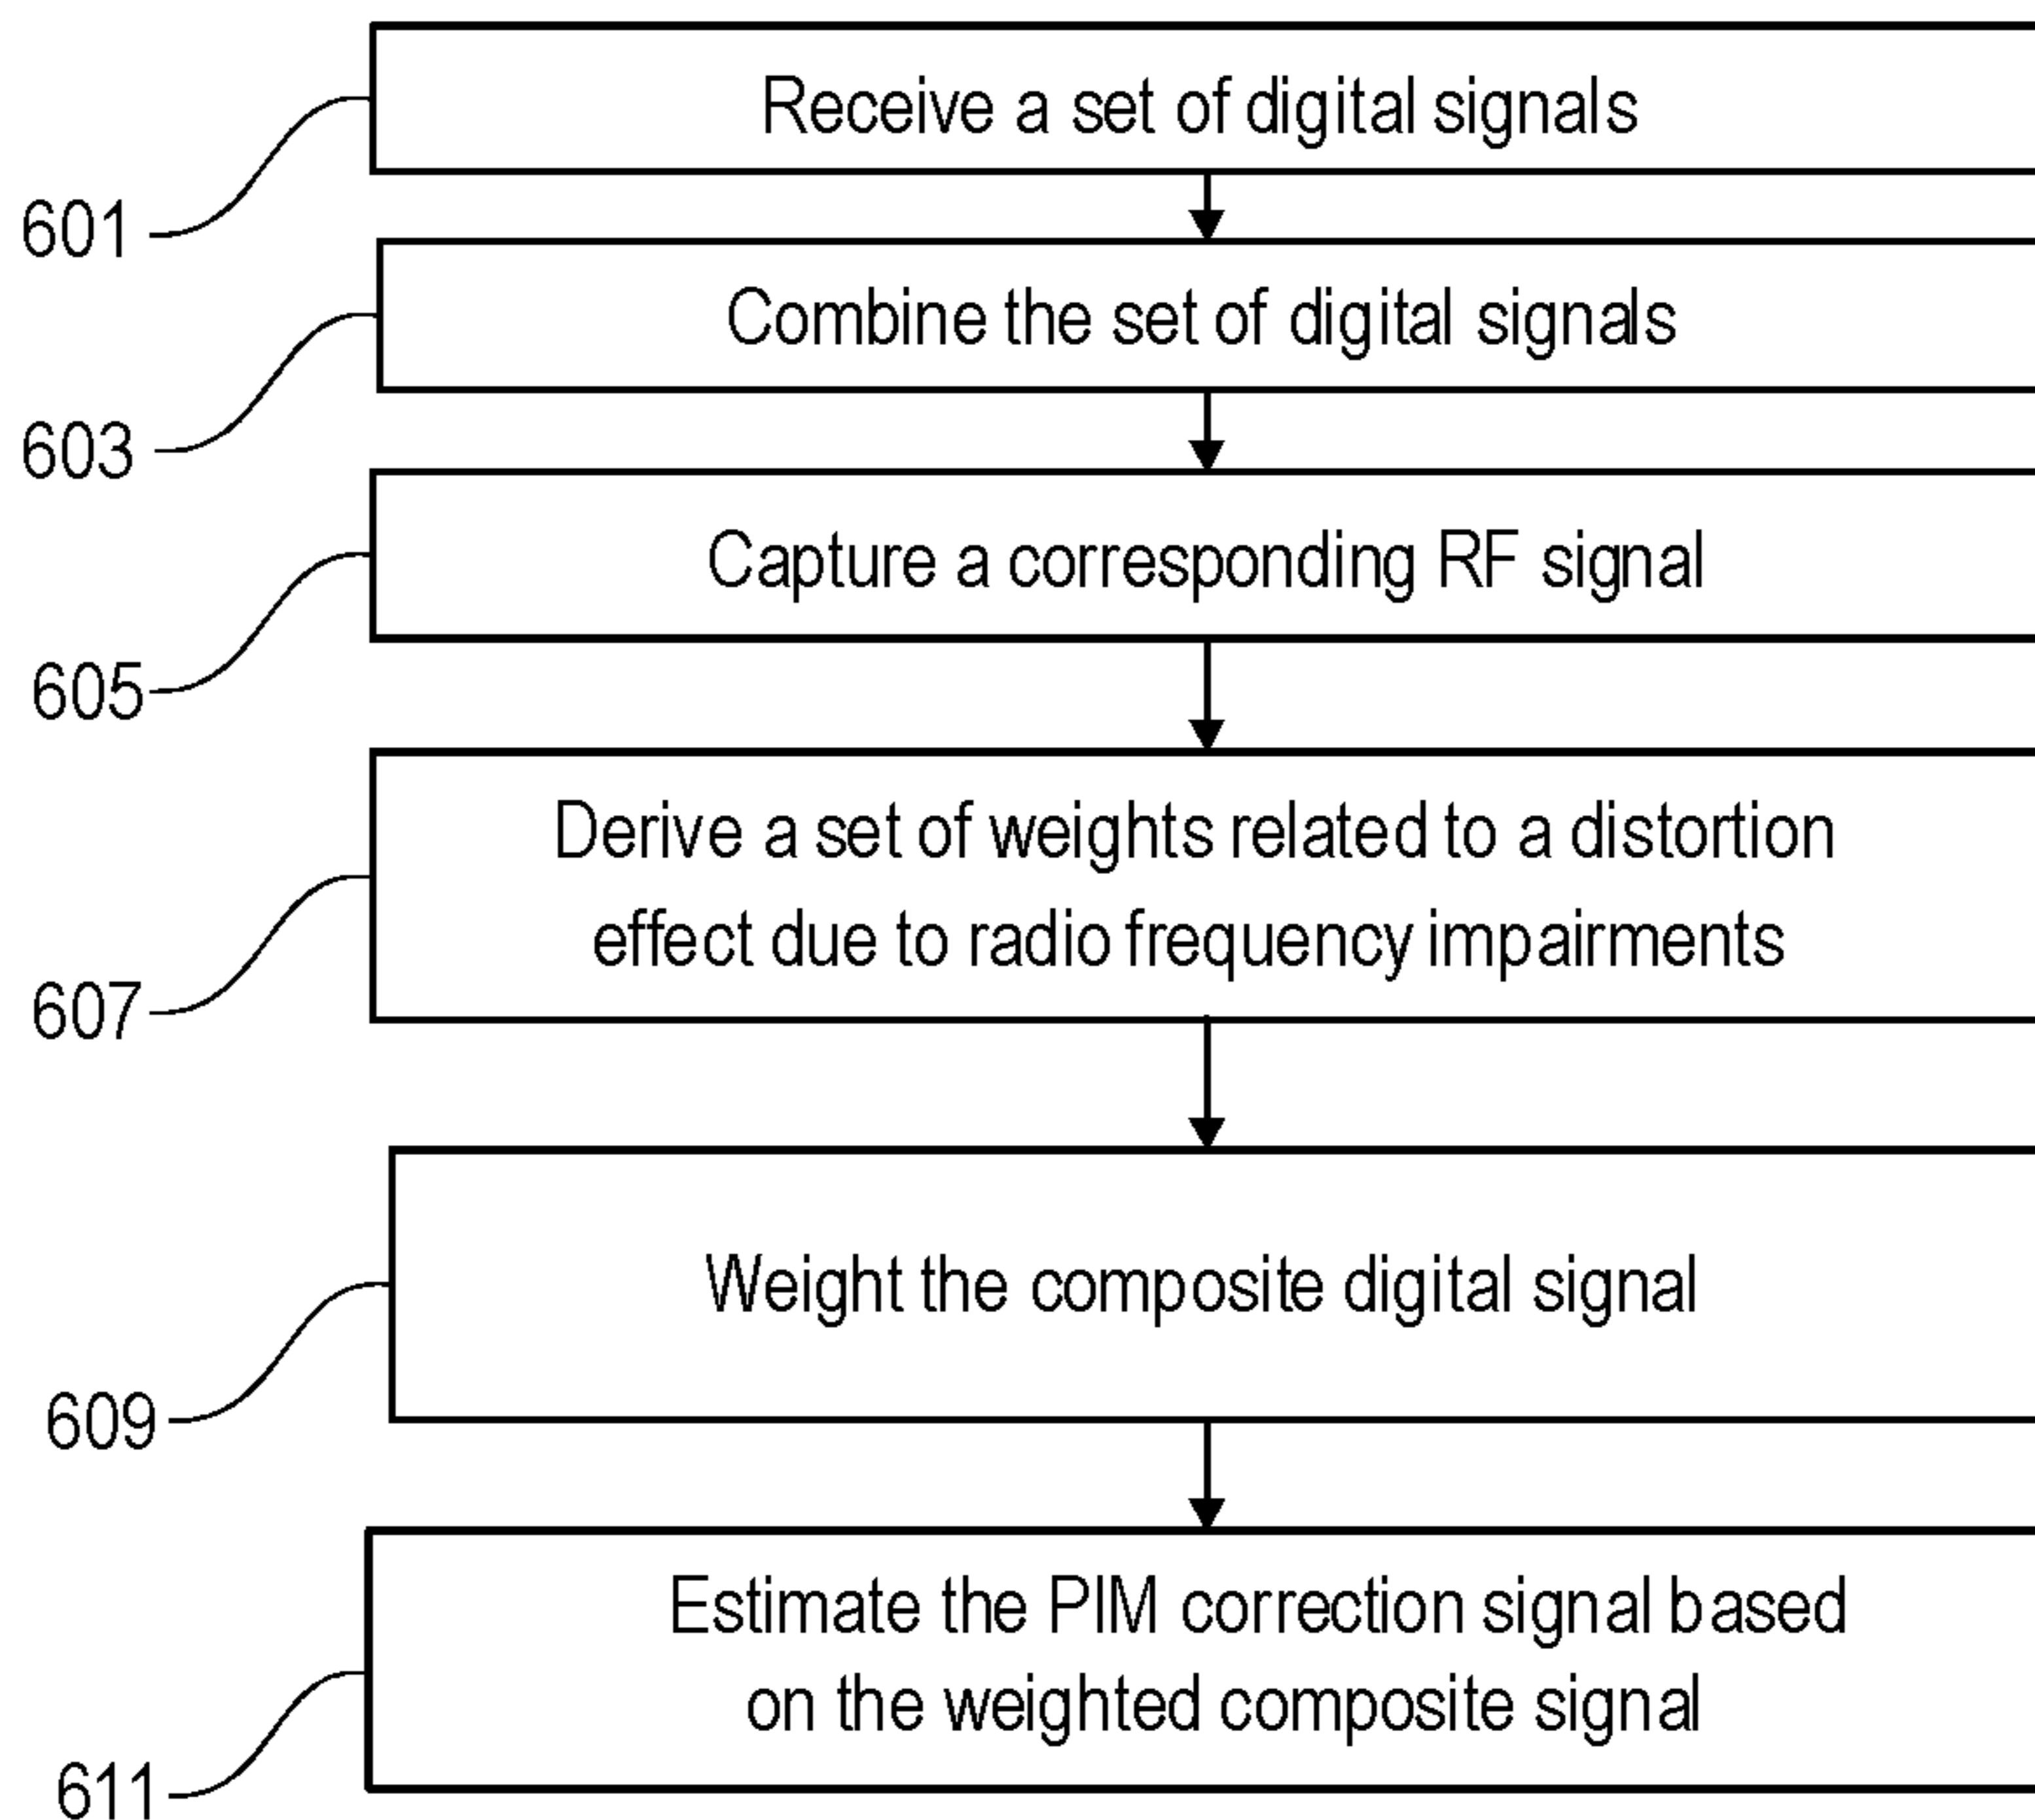 Receive a set of digital signals
601
Combine the set of digital signals
603
Capture a corresponding RF signal
605
Derive a set of weights related to a distortion
effect due to radio frequency impairments
607
Weight the composite digital signal
609
Estimate the PIM correction signal based
on the weighted composite signal
611